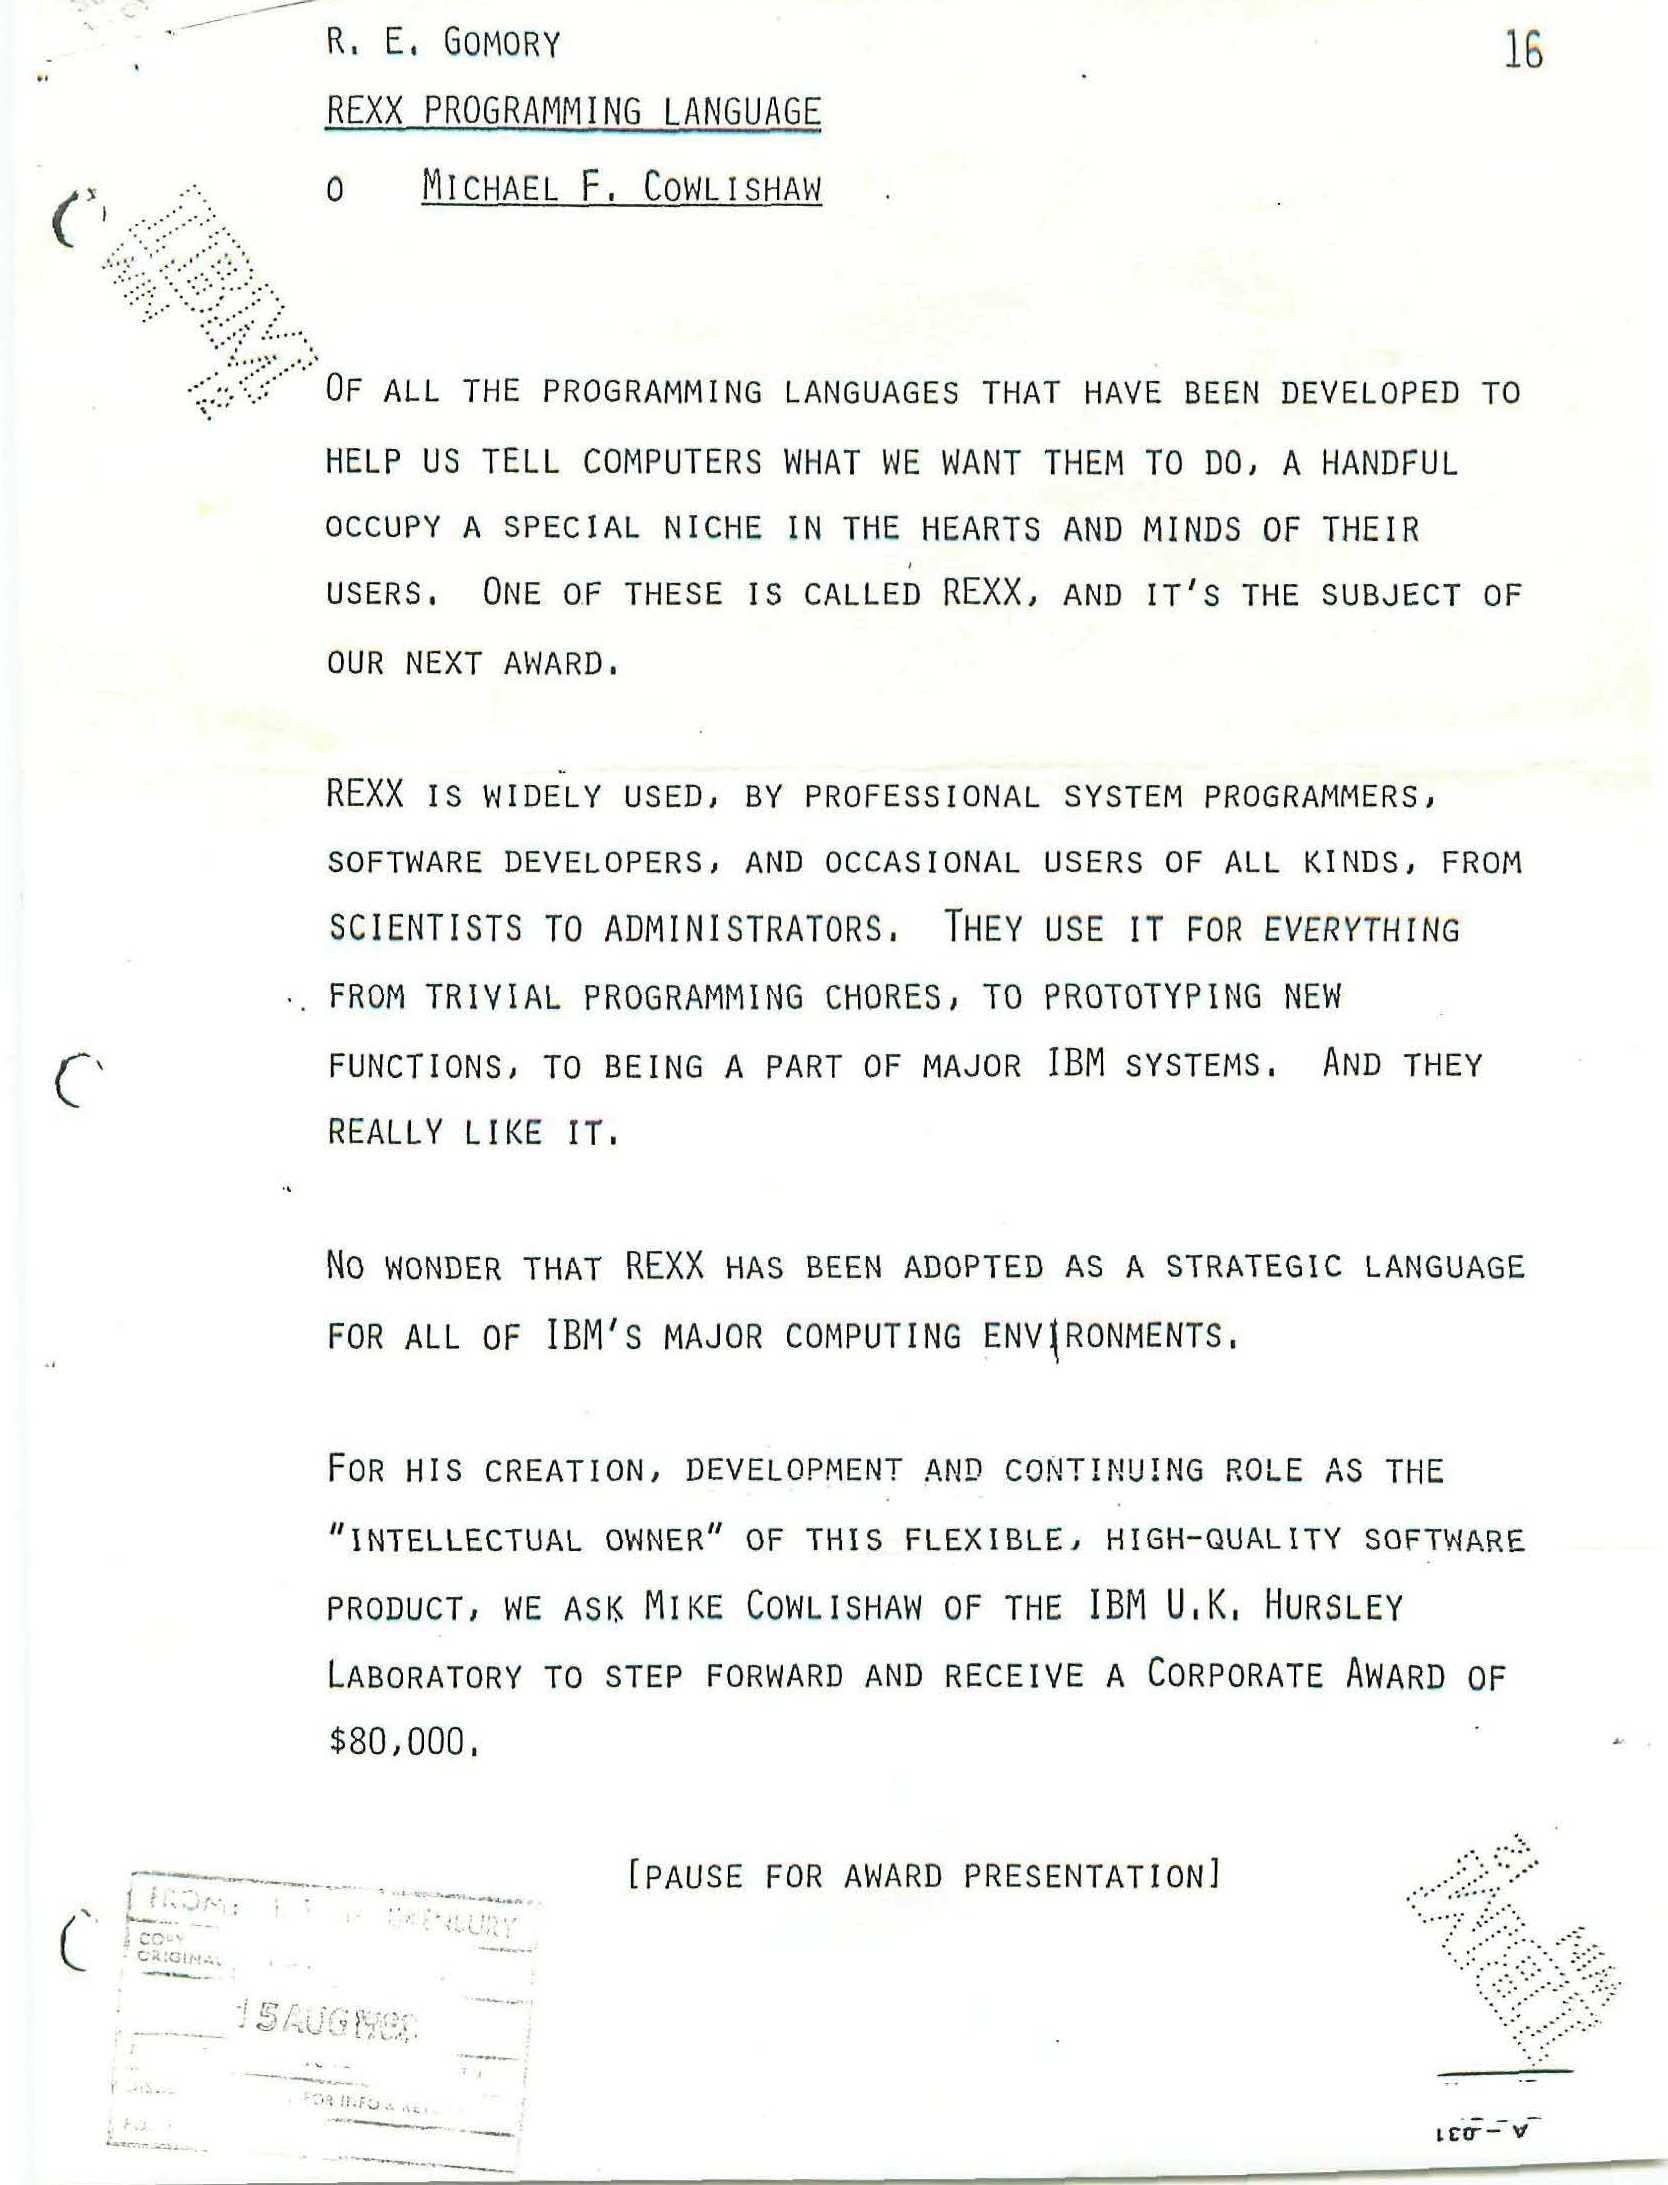 R. E. GOMORY
16
REXX PROGRAMMING LANGUAGE
O MICHAEL F. COWLISHAW
OF ALL THE PROGRAMMING LANGUAGES THAT HAVE BEEN DEVELOPED TO
HELP US TELL COMPUTERS WHAT WE WANT THEM TO DO, A HANDFUL
OCCUPY A SPECIAL NICHE IN THE HEARTS AND MINDS OF THEIR
USERS. ONE OF THESE IS CALLED REXX, AND IT'S THE SUBJECT OF
OUR NEXT AWARD.
REXX IS WIDELY USED, BY PROFESSIONAL SYSTEM PROGRAMMERS,
SOFTWARE DEVELOPERS, AND OCCASIONAL USERS OF ALL KINDS, FROM
SCIENTISTS TO ADMINISTRATORS. THEY USE IT FOR EVERYTHING
FROM TRIVIAL PROGRAMMING CHORES, TO PROTOTYPING NEW
FUNCTIONS, TO BEING A PART OF MAJOR IBM SYSTEMS. AND THEY
REALLY LIKE IT.
NO WONDER THAT REXX HAS BEEN ADOPTED AS A STRATEGIC LANGUAGE
FOR ALL OF IBM'S MAJOR COMPUTING ENVIRONMENTS.
FOR HIS CREATION, DEVELOPMENT AND CONTINUING ROLE AS THE
"INTELLECTUAL OWNER" OF THIS FLEXIBLE, HIGH-QUALITY SOFTWARE
PRODUCT, WE ASK MIKE COWLISHAW OF THE IBM U.K. HURSLEY
LABORATORY TO STEP FORWARD AND RECEIVE A CORPORATE AWARD OF
$80,000.
[PAUSE FOR AWARD PRESENTATION]
FROM:
COPY
ORIGINAL
15 AUG
FOR INFO &
A - 031